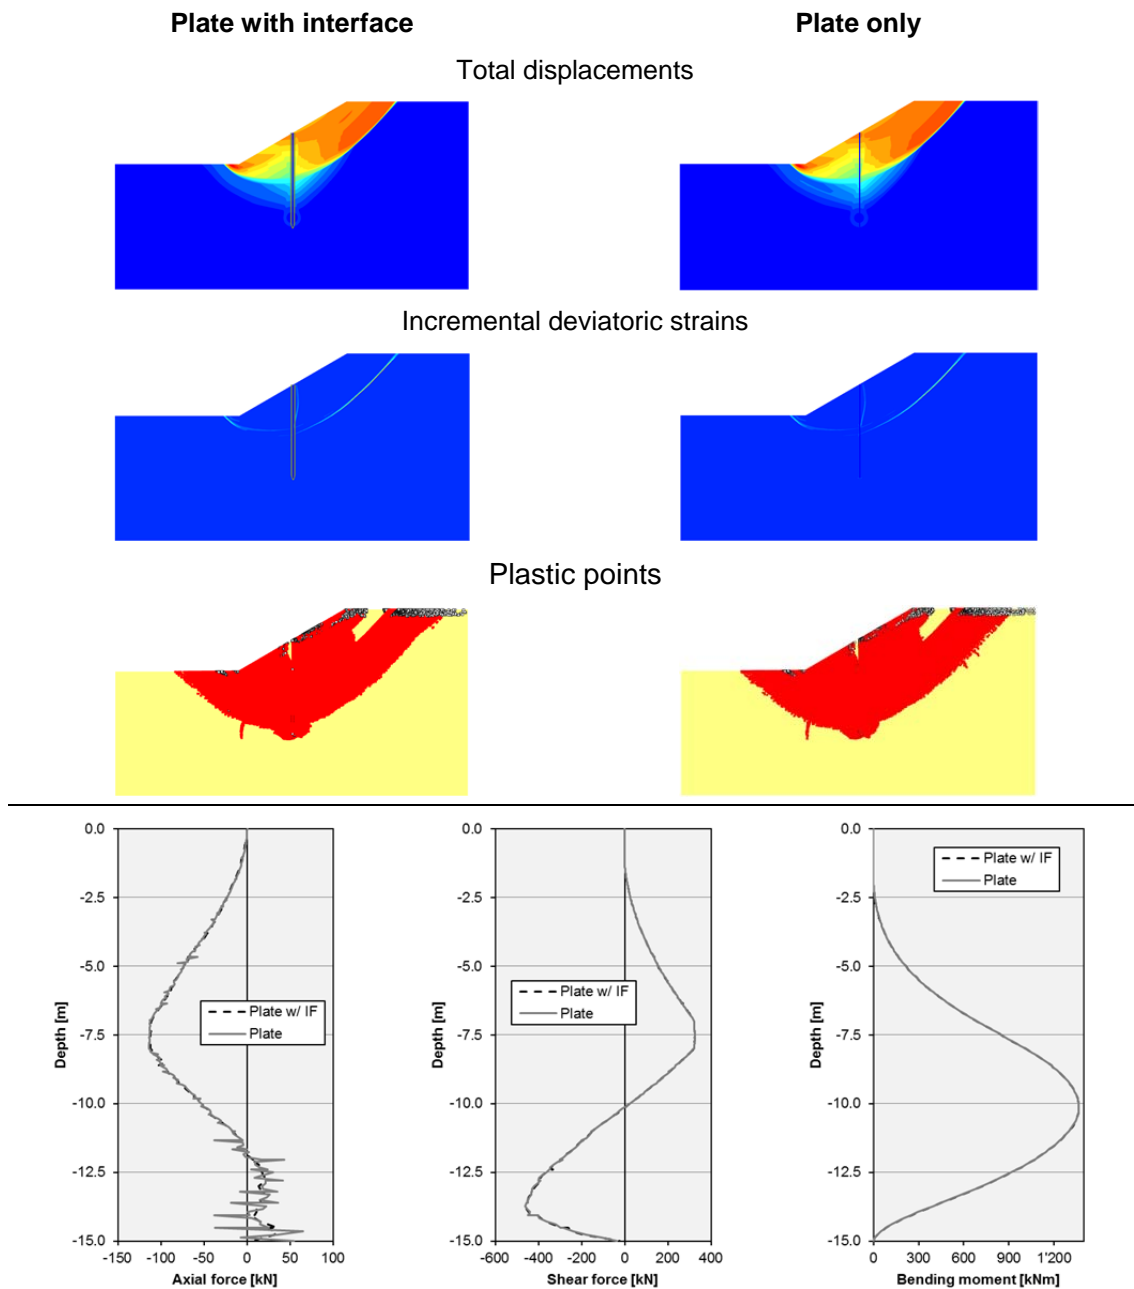 Plate with interface
Plate only
Total displacements
Incremental deviatoric strains
Plastic points
0.0
-2.5
-5.0
-7.5
-10.0
-12.5
-15.0
Depth [m]
Plate w/ IF
Plate
-150 -100 -50 0 50 100
Axial force [kN]
0.0
-2.5
-5.0
-7.5
-10.0
-12.5
-15.0
Depth [m]
Plate w/ IF
Plate
-600 -400 -200 0 200 400
Shear force [kN]
0.0
-2.5
-5.0
-7.5
-10.0
-12.5
-15.0
Depth [m]
Plate w/ IF
Plate
0 300 600 900 1'200
Bending moment [kNm]